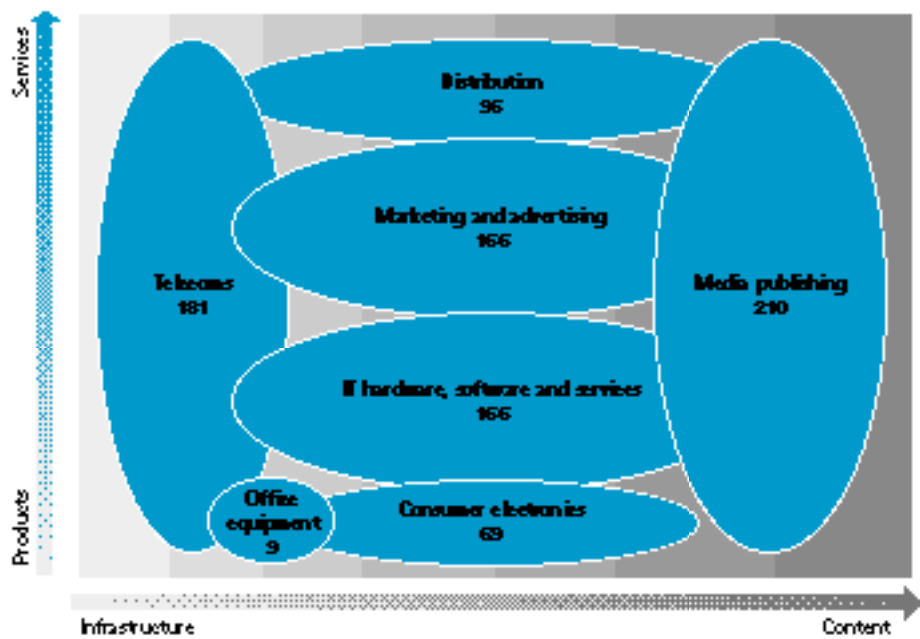 Services
Distribution
96
Marketing and advertising
166
Telecoms
181
Media publishing
210
IT hardware, software and services
166
Office
equipment
9
Consumer electronics
69
Products
Infrastructure
Content